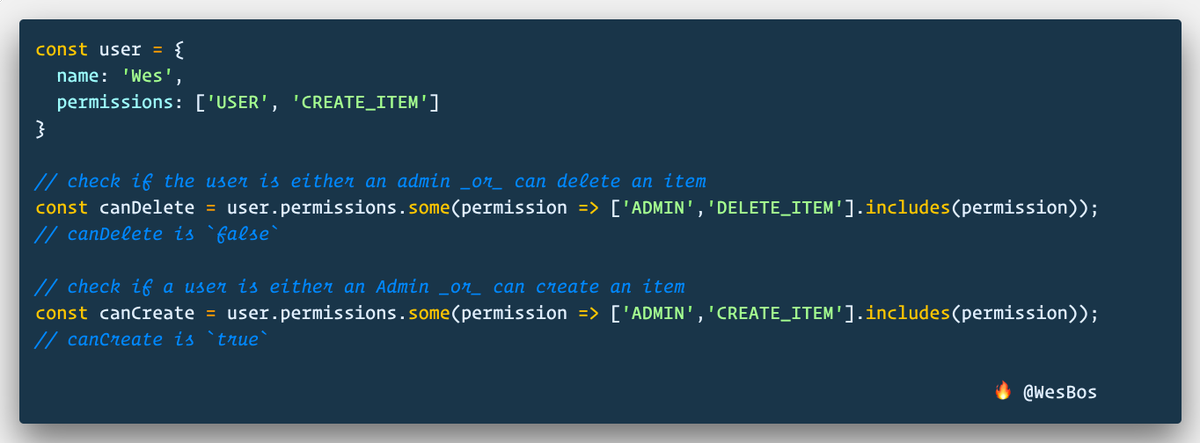 const user = {
  name: 'Wes',
  permissions: ['USER', 'CREATE_ITEM']
}
// check if the user is either an admin _or_ can delete an item
const canDelete = user.permissions.some(permission => ['ADMIN','DELETE_ITEM'].includes(permission));
// canDelete is `false`
// check if a user is either an Admin _or_ can create an item
const canCreate = user.permissions.some(permission => ['ADMIN','CREATE_ITEM'].includes(permission));
// canCreate is `true`
🔥 @WesBos